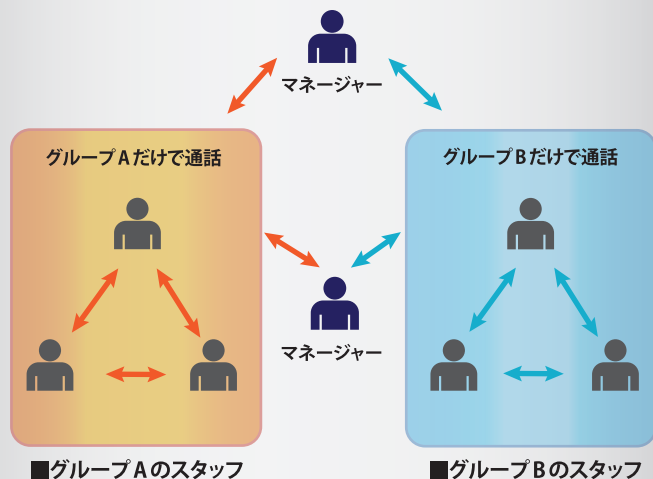 マネージャー
グループAだけで通話
グループBだけで通話
マネージャー
■グループAのスタッフ
■グループBのスタッフ